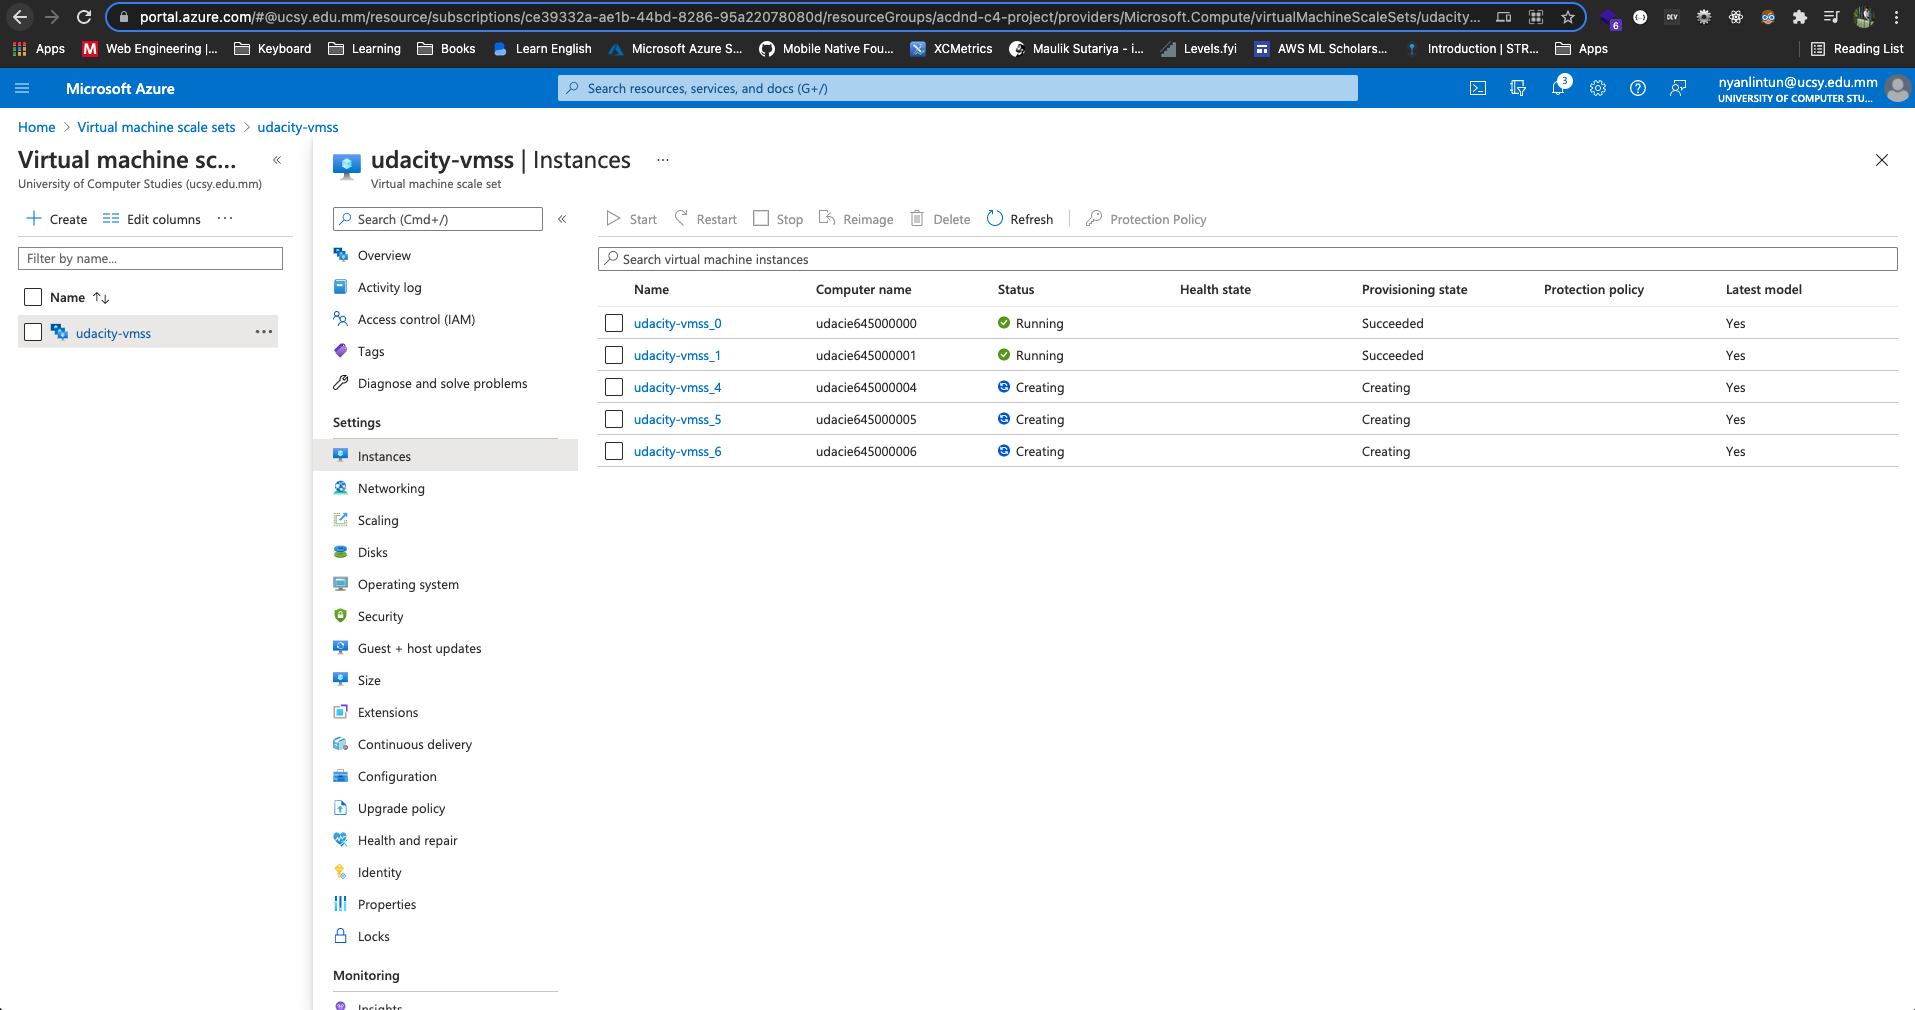 portal.azure.com/#@ucsy.edu.mm/resource/subscriptions/ce39332a-ae1b-44bd-8286-95a22078080d/resourceGroups/acdnd-c4-project/providers/Microsoft.Compute/virtualMachineScaleSets/udacity...
6
DEV
Apps
M Web Engineering |...
Keyboard
Learning
Books
Learn English
Microsoft Azure S...
Mobile Native Fou...
XCMetrics
Maulik Sutariya - i...
Levels.fyi
AWS ML Scholars...
Introduction | STR...
Apps
Reading List
Microsoft Azure
Search resources, services, and docs (G+/)
3
nyanlintun@ucsy.edu.mm
UNIVERSITY OF COMPUTER STU...
Home > Virtual machine scale sets > udacity-vmss
Virtual machine sc... «
University of Computer Studies (ucsy.edu.mm)
+ Create Edit columns ...
Filter by name...
Name ↑↓
udacity-vmss ...
udacity-vmss | Instances ...
Virtual machine scale set
Search (Cmd+/) «
Overview
Activity log
Access control (IAM)
Tags
Diagnose and solve problems
Settings
Instances
Networking
Scaling
Disks
Operating system
Security
Guest + host updates
Size
Extensions
Continuous delivery
Configuration
Upgrade policy
Health and repair
Identity
Properties
Locks
Monitoring
Insights
Start Restart Stop Reimage Delete Refresh Protection Policy
Search virtual machine instances
Name Computer name Status Health state Provisioning state Protection policy Latest model
udacity-vmss_0 udacie645000000 Running Succeeded Yes
udacity-vmss_1 udacie645000001 Running Succeeded Yes
udacity-vmss_4 udacie645000004 Creating Creating Yes
udacity-vmss_5 udacie645000005 Creating Creating Yes
udacity-vmss_6 udacie645000006 Creating Creating Yes